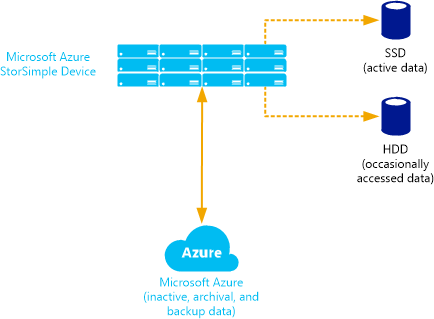 Microsoft Azure
StorSimple Device
SSD
(active data)
HDD
(occasionally
accessed data)
Azure
Microsoft Azure
(inactive, archival, and
backup data)